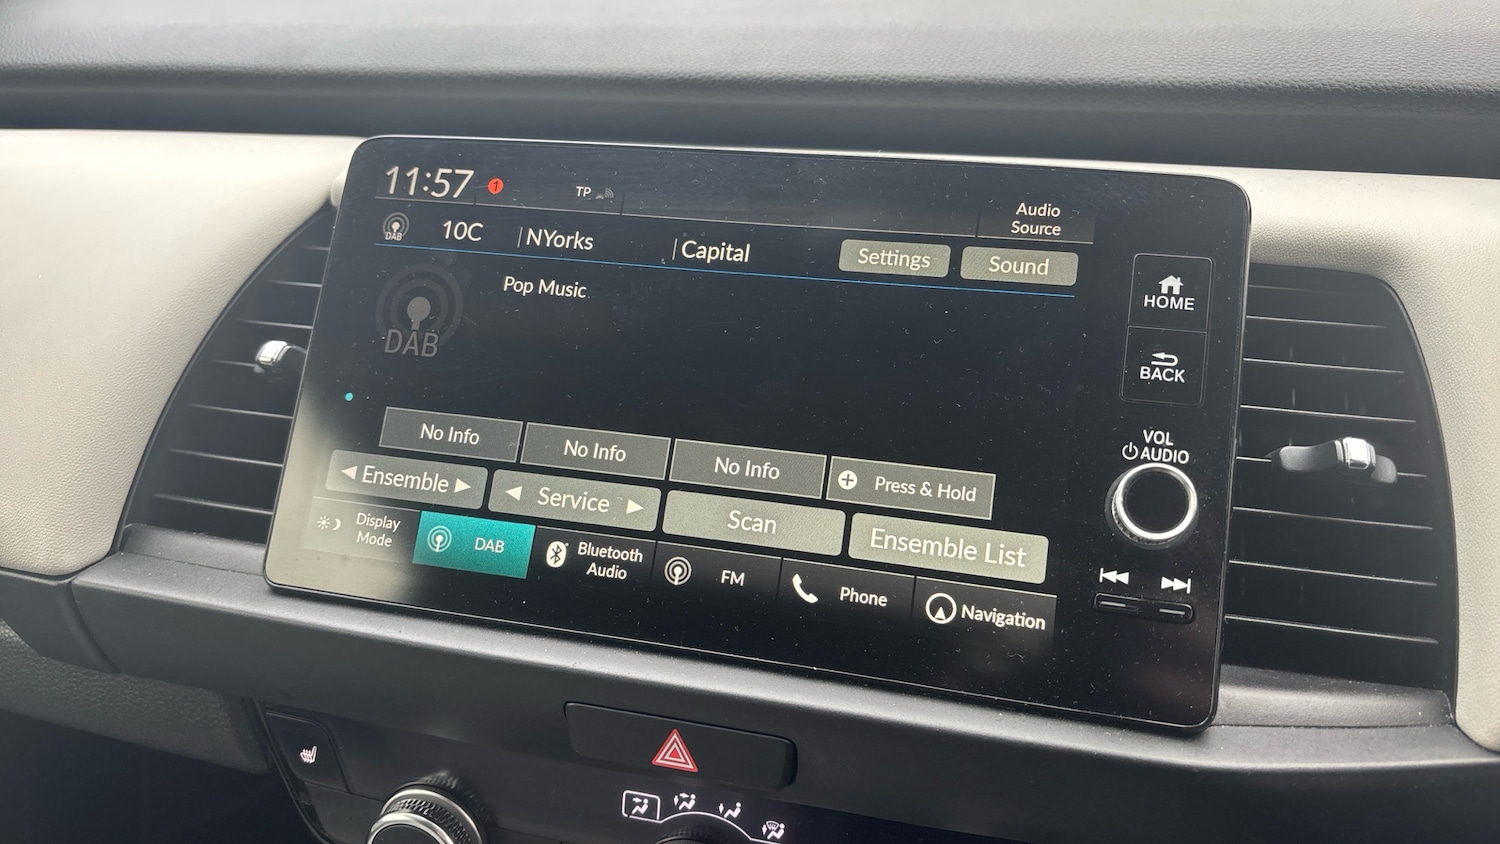 11:57 1 TP
Audio
Source
DAB 10C NYorks Capital Settings Sound
Pop Music
DAB
HOME
BACK
VOL
AUDIO
No Info No Info No Info Press & Hold
Ensemble Service Scan Ensemble List
Display
Mode
DAB
Bluetooth
Audio
FM
Phone
Navigation